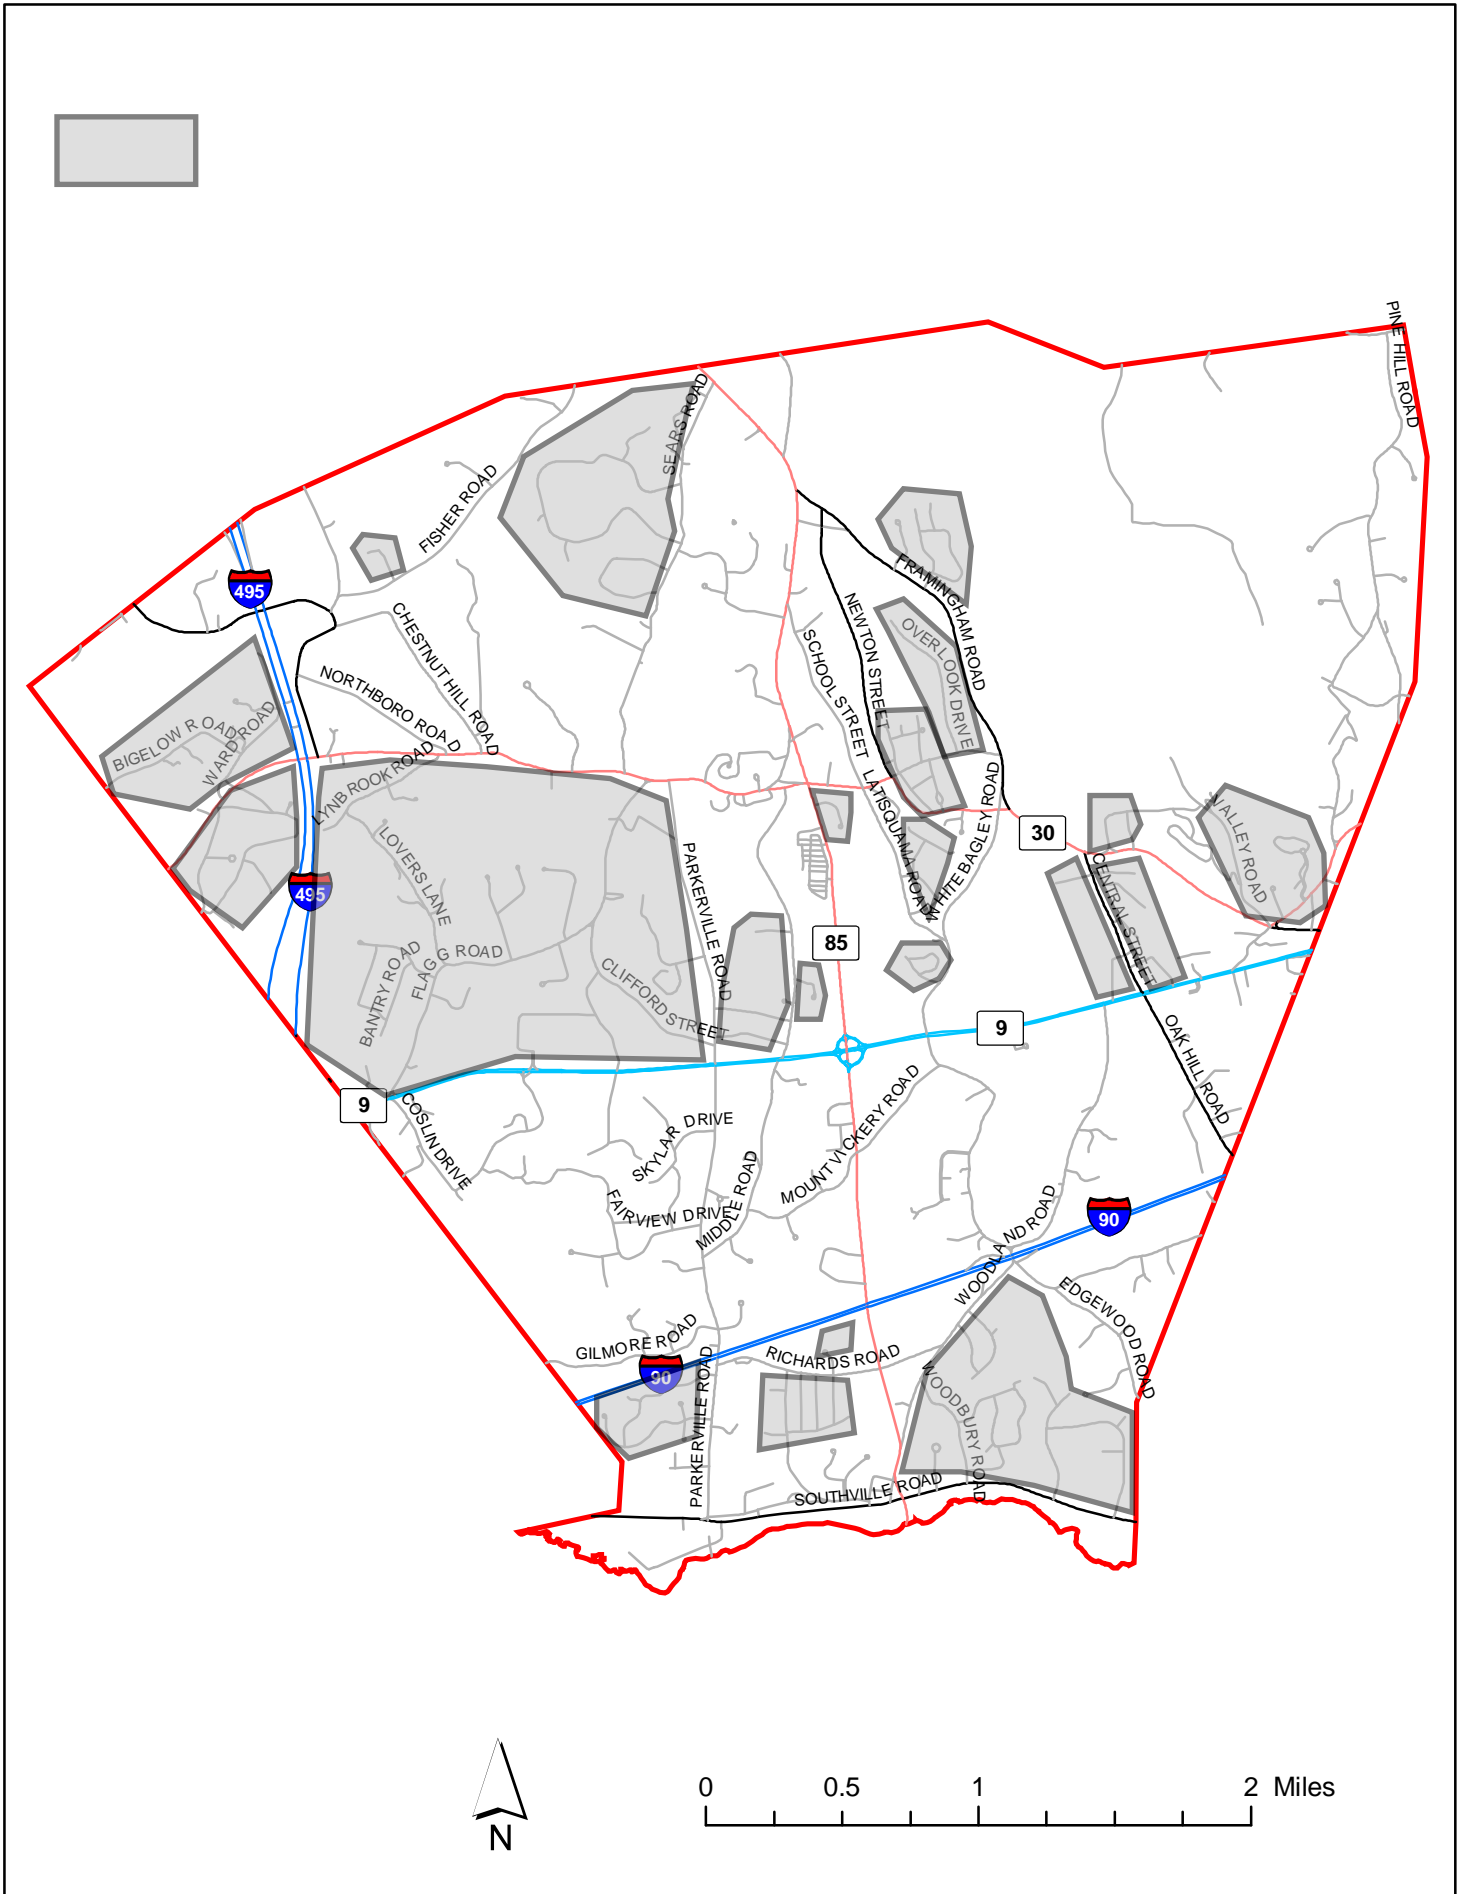 PINE HILL ROAD
SEARS ROAD
FISHER ROAD
495
FRAMINGHAM ROAD
NEWTON STREET
CHESTNUT HILL ROAD
OVERLOOK DRIVE
SCHOOL STREET
NORTHBORO ROAD
BIGELOW ROAD
WARD ROAD
LYNBROOK ROAD
LATISQUAMA ROAD
WHITE BAGLEY ROAD
VALLEY ROAD
30
LOVERS LANE
PARKERVILLE ROAD
CENTRAL STREET
495
85
BANTRY ROAD
FLAGG ROAD
CLIFFORD STREET
9
OAK HILL ROAD
9
COSLIN DRIVE
SKYLAR DRIVE
MOUNT VICKERY ROAD
MIDDLE ROAD
FAIRVIEW DRIVE
WOODLAND ROAD
90
EDGEWOOD ROAD
GILMORE ROAD
RICHARDS ROAD
90
PARKERVILLE ROAD
WOODBURY ROAD
SOUTHVILLE ROAD
N
0 0.5 1 2 Miles